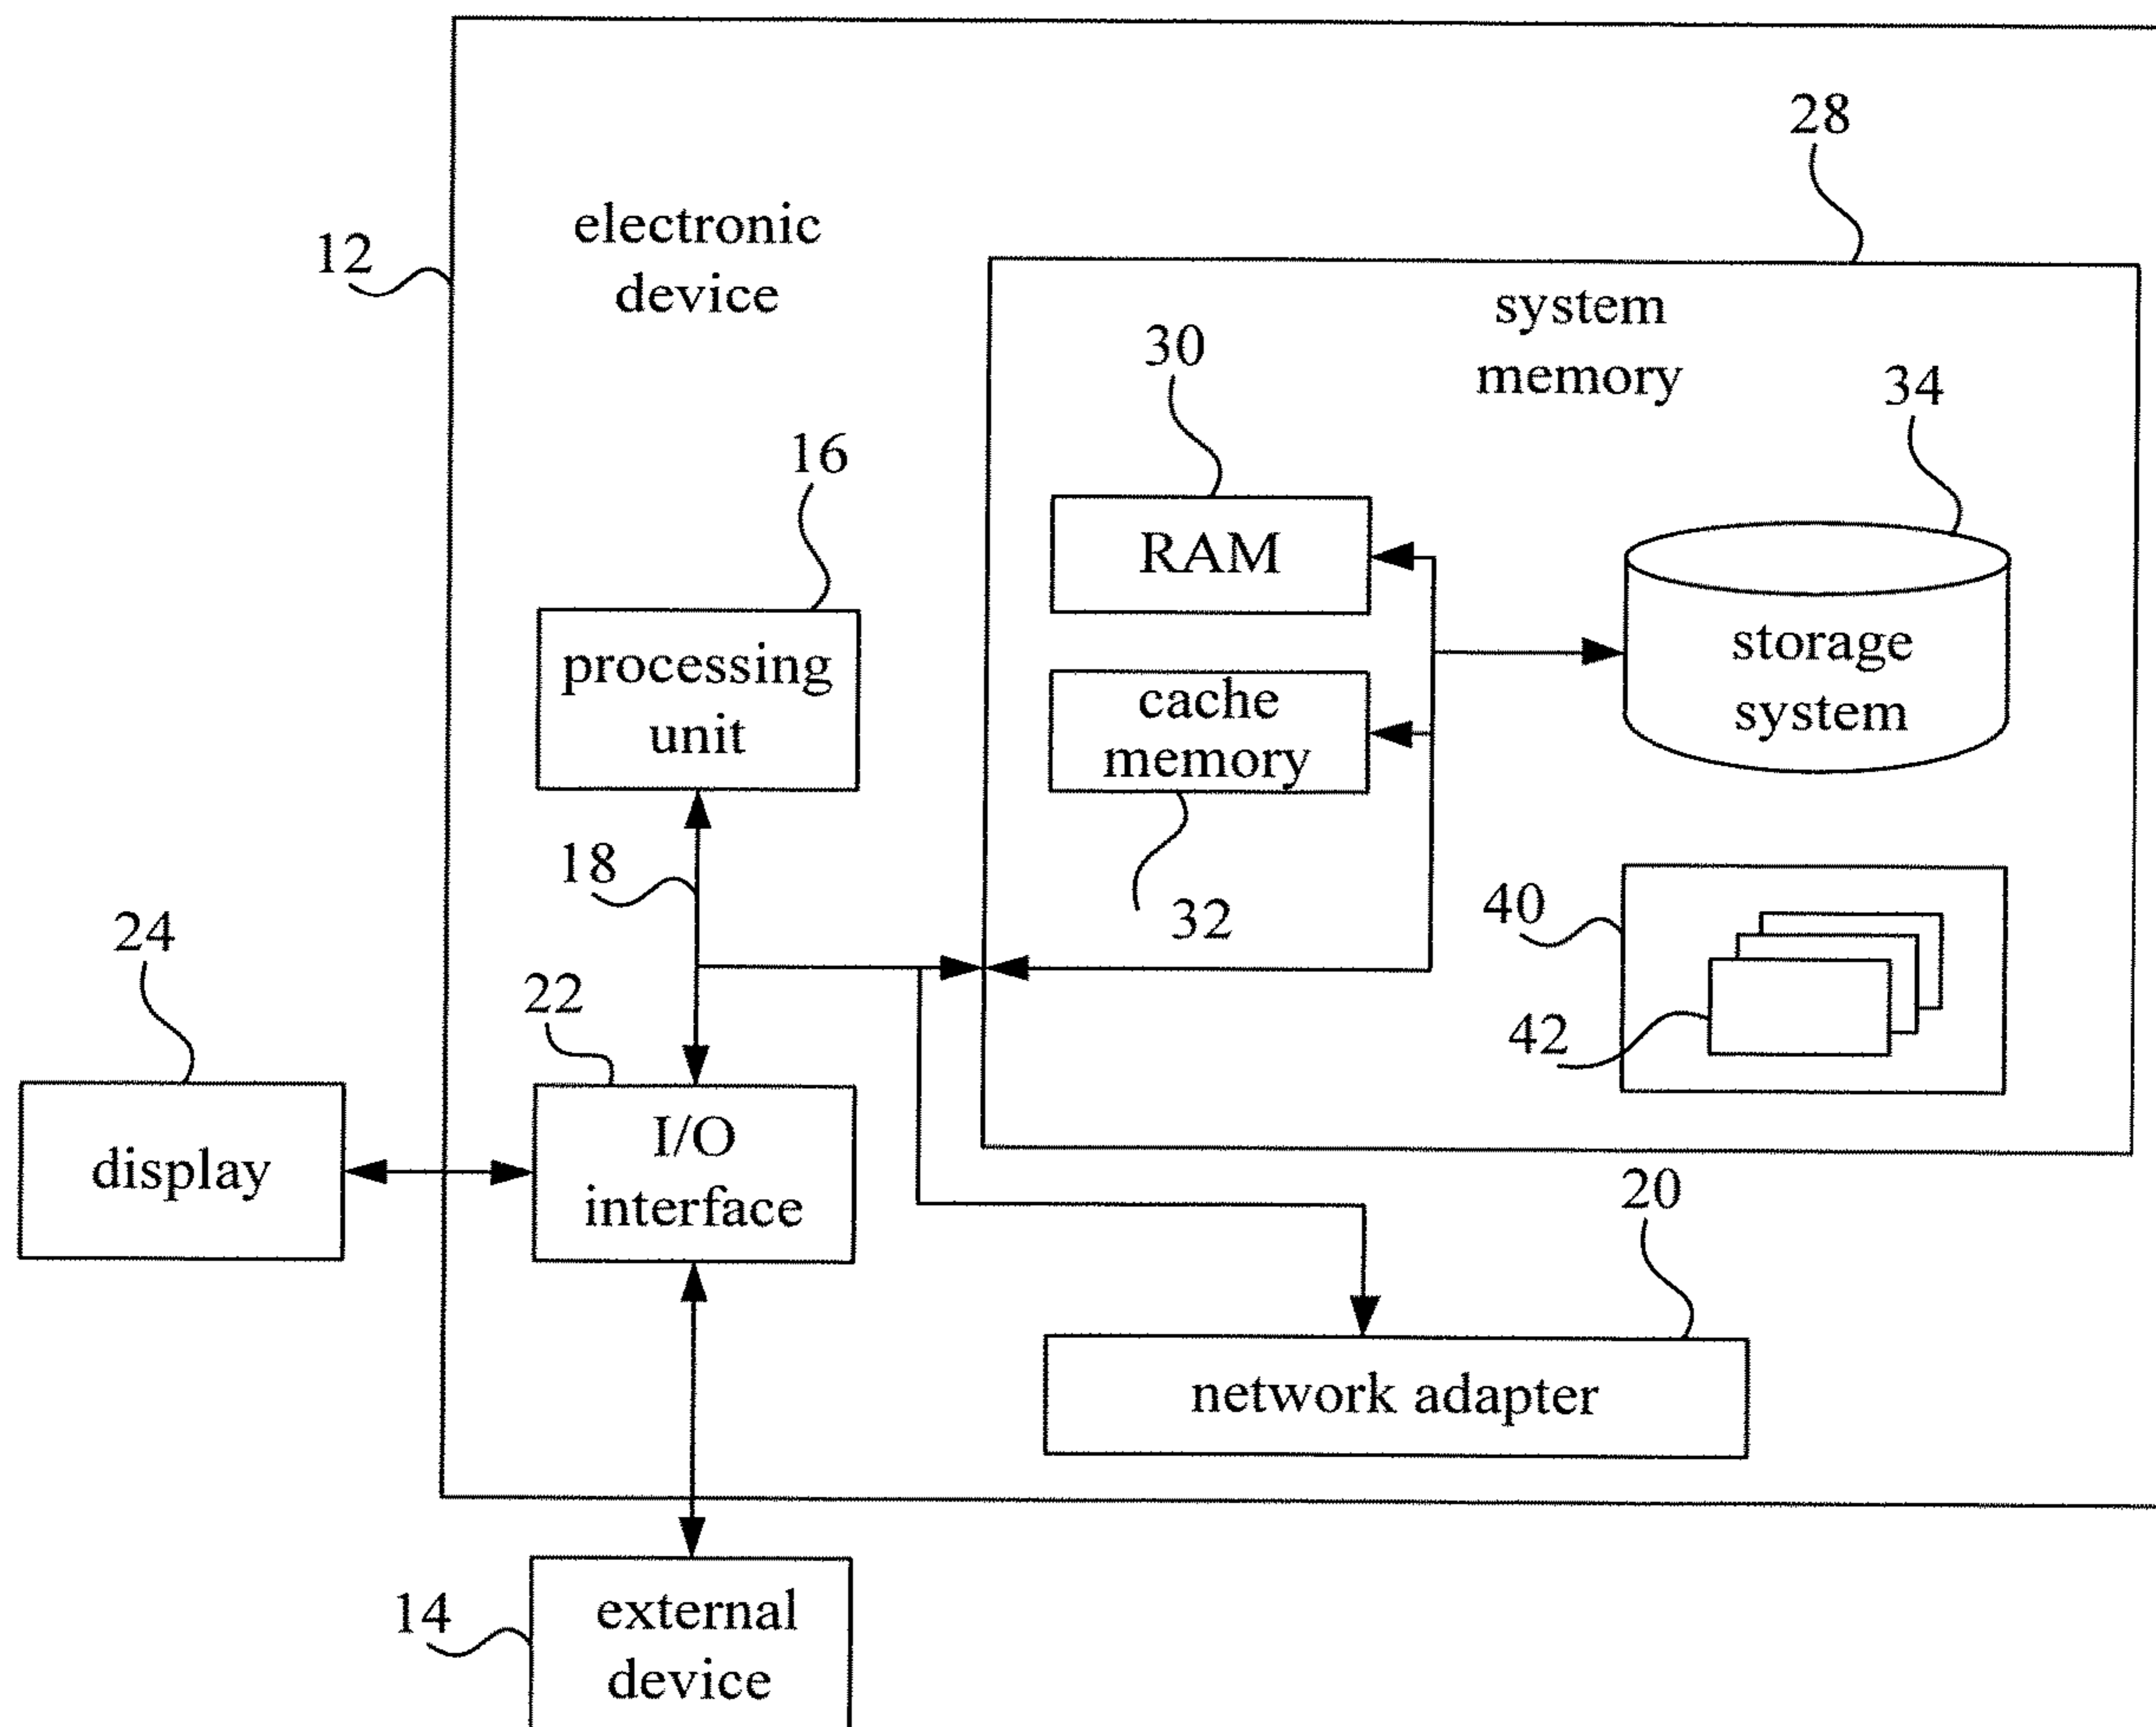 28
12
electronic
device
system
memory
30
34
16
RAM
processing
unit
storage
system
cache
memory
18
32
40
24
22
42
display
I/O
interface
20
network adapter
14
external
device